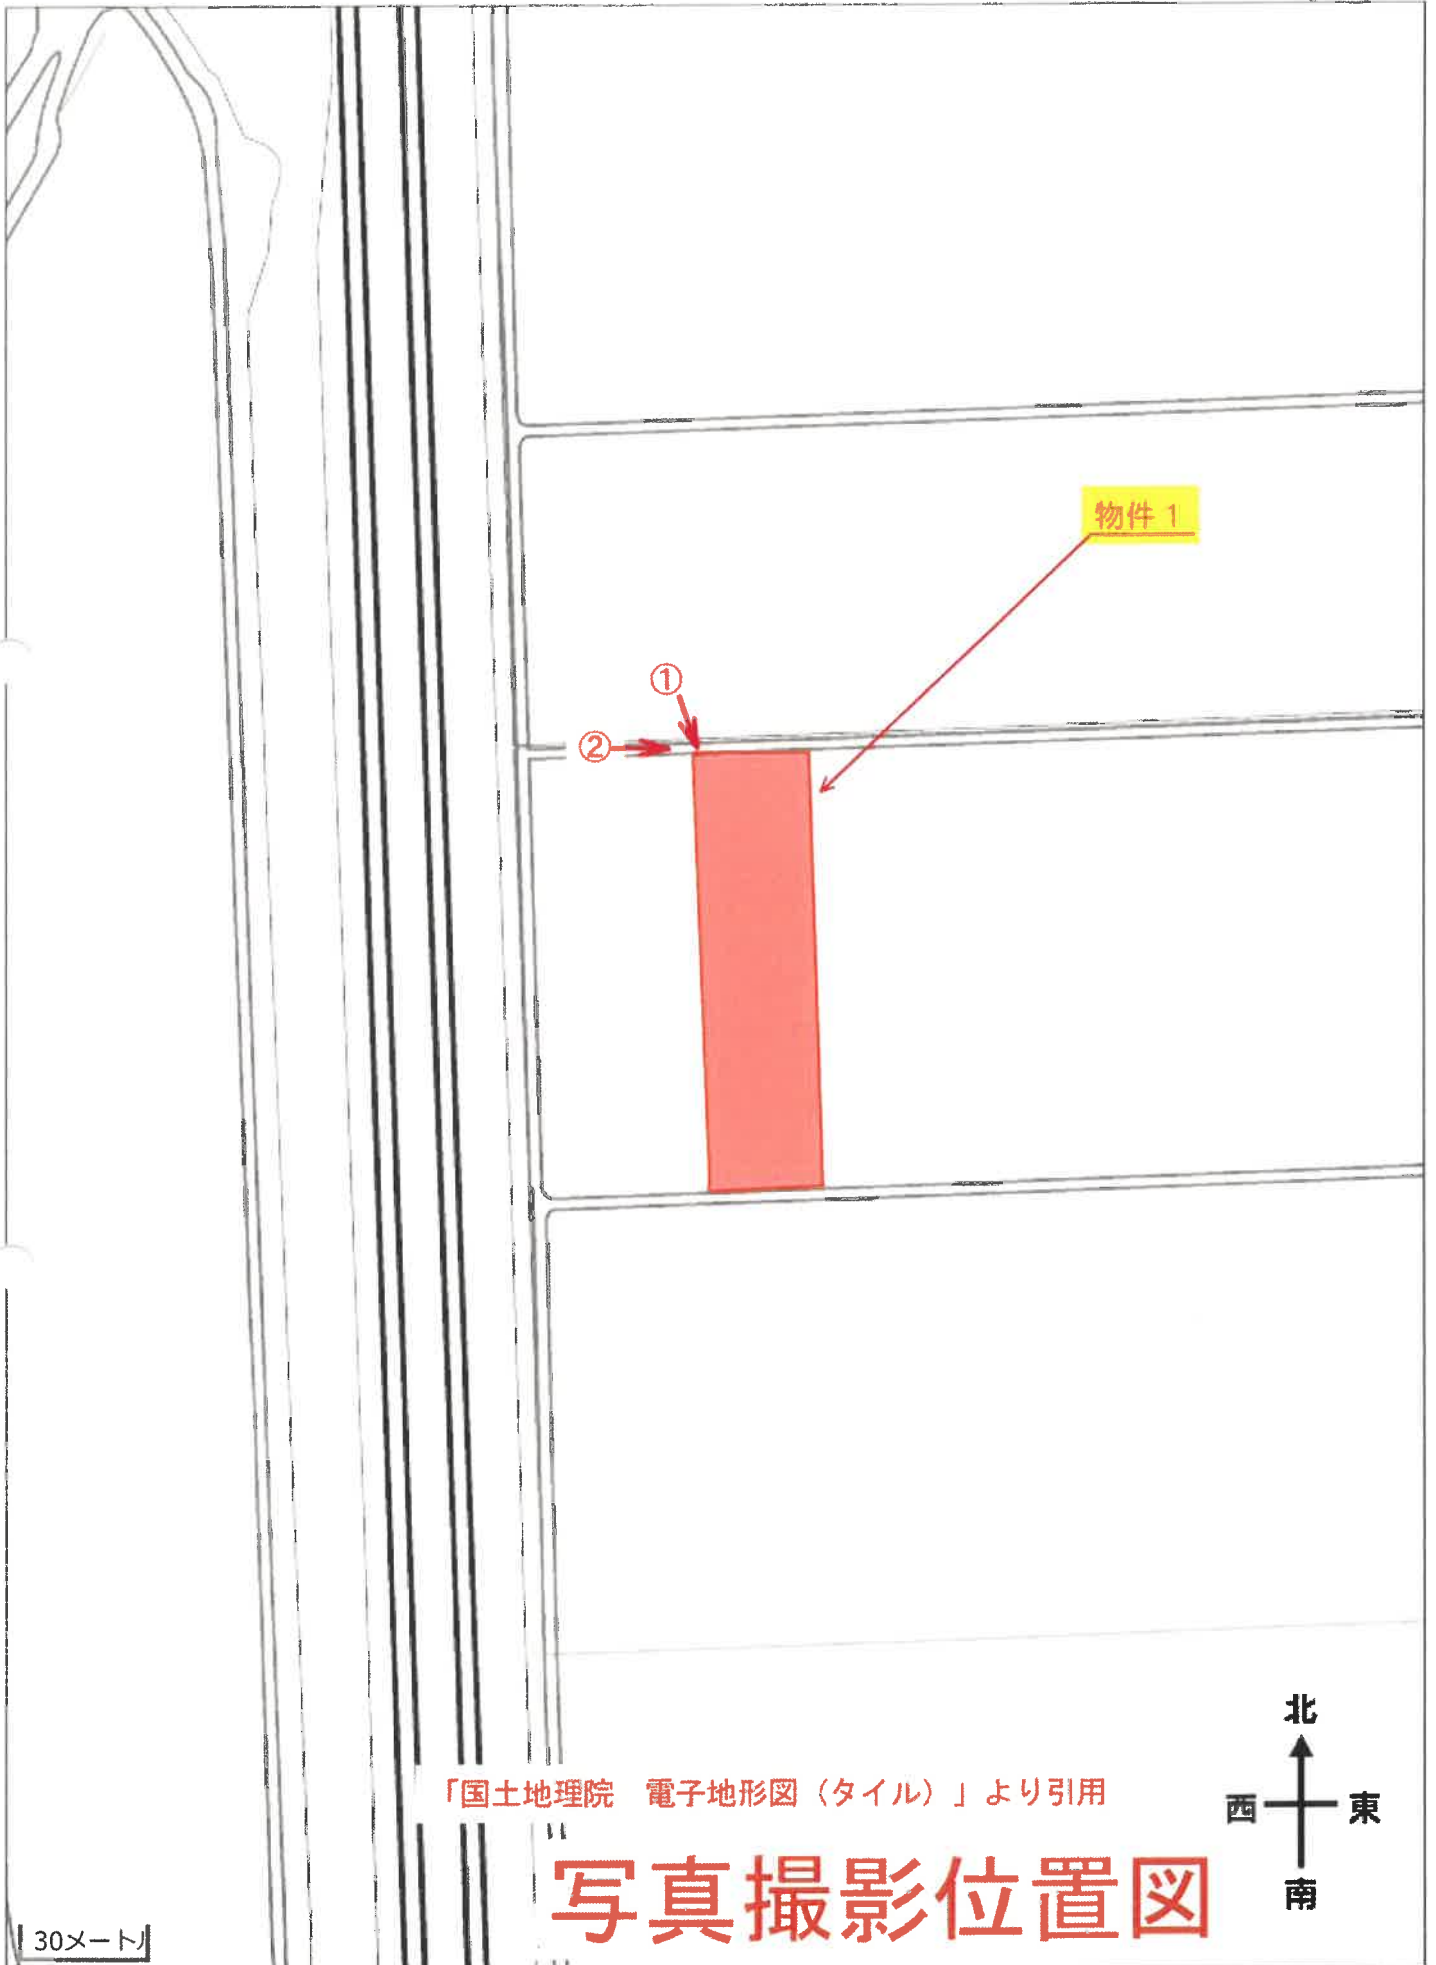 物件 1
①
②
「国土地理院　電子地形図（タイル）」より引用
写真撮影位置図
北
西 東
南
30メートル